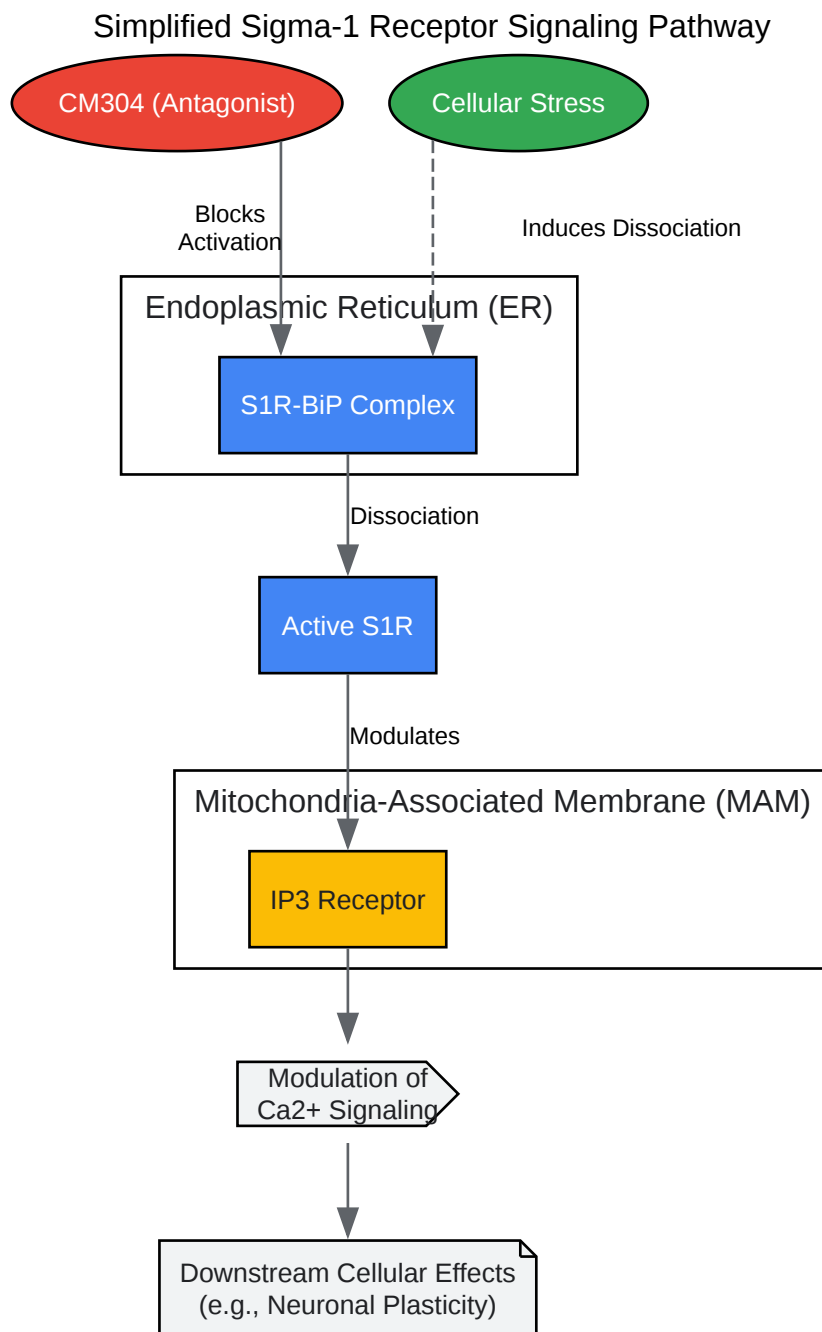 Simplified Sigma-1 Receptor Signaling Pathway
CM304 (Antagonist)
Cellular Stress
Blocks
Activation
Induces Dissociation
Endoplasmic Reticulum (ER)
S1R-BiP Complex
Dissociation
Active S1R
Modulates
Mitochondria-Associated Membrane (MAM)
IP3 Receptor
Modulation of
Ca2+ Signaling
Downstream Cellular Effects
(e.g., Neuronal Plasticity)